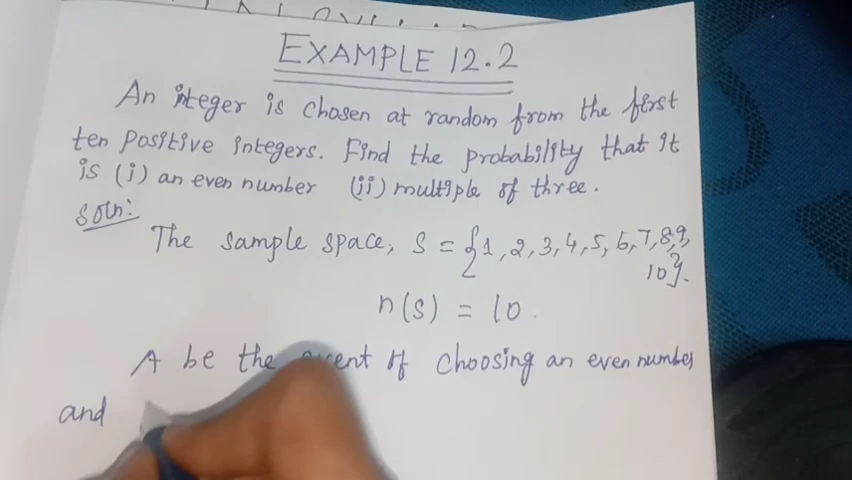 EXAMPLE 12.2
An integer is chosen at random from the first
ten positive integers. Find the probability that it
is (i) an even number (ii) multiple of three.
Soln:
The sample space, S = {1, 2, 3, 4, 5, 6, 7, 8, 9,
10}.
n(S) = 10.
A be the event of choosing an even number
and